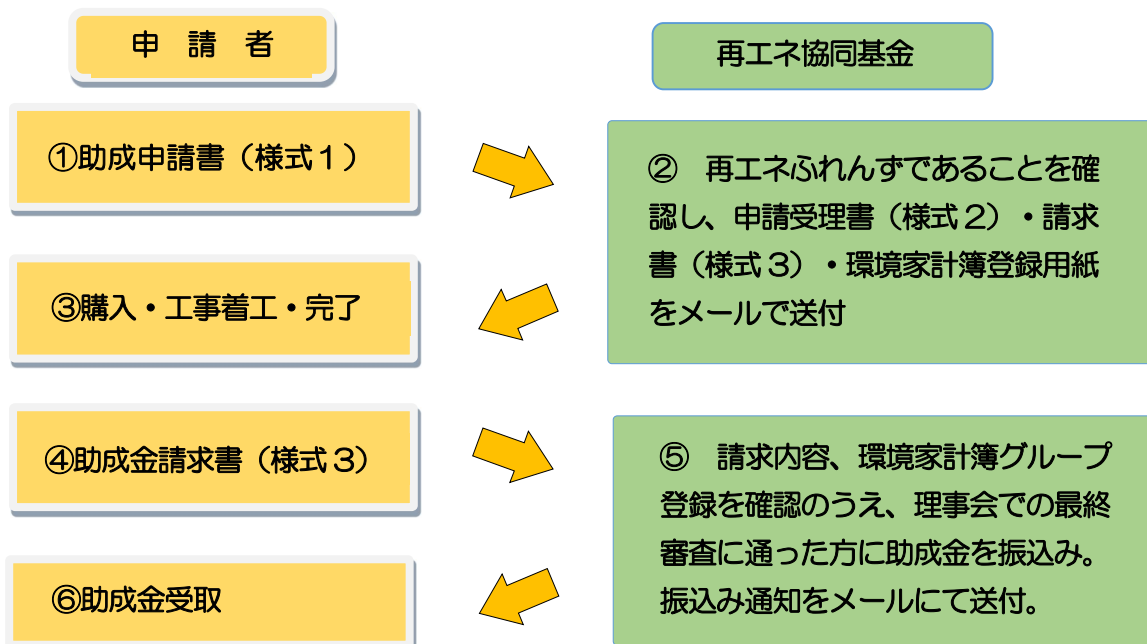 申 請 者
再エネ協同基金
①助成申請書（様式１）
② 再エネふれんずであることを確
認し、申請受理書（様式２）・請求
書（様式３）・環境家計簿登録用紙
をメールで送付
③購入・工事着工・完了
④助成金請求書（様式３）
⑤ 請求内容、環境家計簿グループ
登録を確認のうえ、理事会での最終
審査に通った方に助成金を振込み。
振込み通知をメールにて送付。
⑥助成金受取